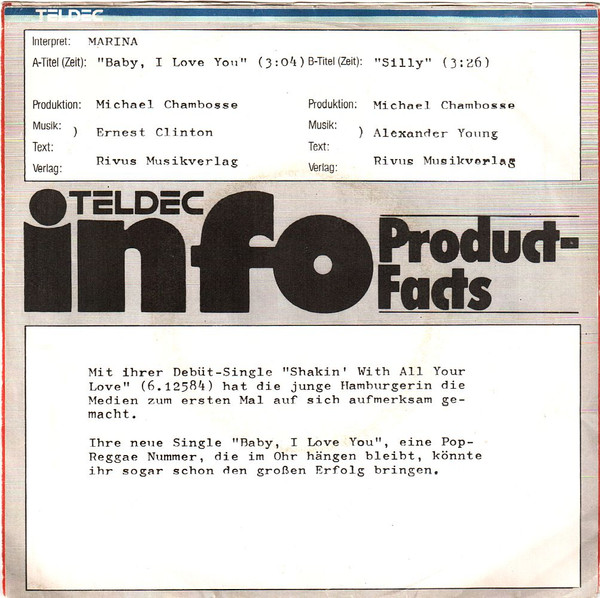 TELDEC
Interpret: MARINA
A-Titel (Zeit): "Baby, I Love You" (3:04) B-Titel (Zeit): "Silly" (3:26)
Produktion: Michael Chambosse Produktion: Michael Chambosse
Musik: Musik:
) Ernest Clinton ) Alexander Young
Text: Text:
Verlag: Rivus Musikverlag Verlag: Rivus Musikverlag
TELDEC
info Product-
Facts
Mit ihrer Debüt-Single "Shakin' With All Your
Love" (6.12584) hat die junge Hamburgerin die
Medien zum ersten Mal auf sich aufmerksam ge-
macht.
Ihre neue Single "Baby, I Love You", eine Pop-
Reggae Nummer, die im Ohr hängen bleibt, könnte
ihr sogar schon den großen Erfolg bringen.